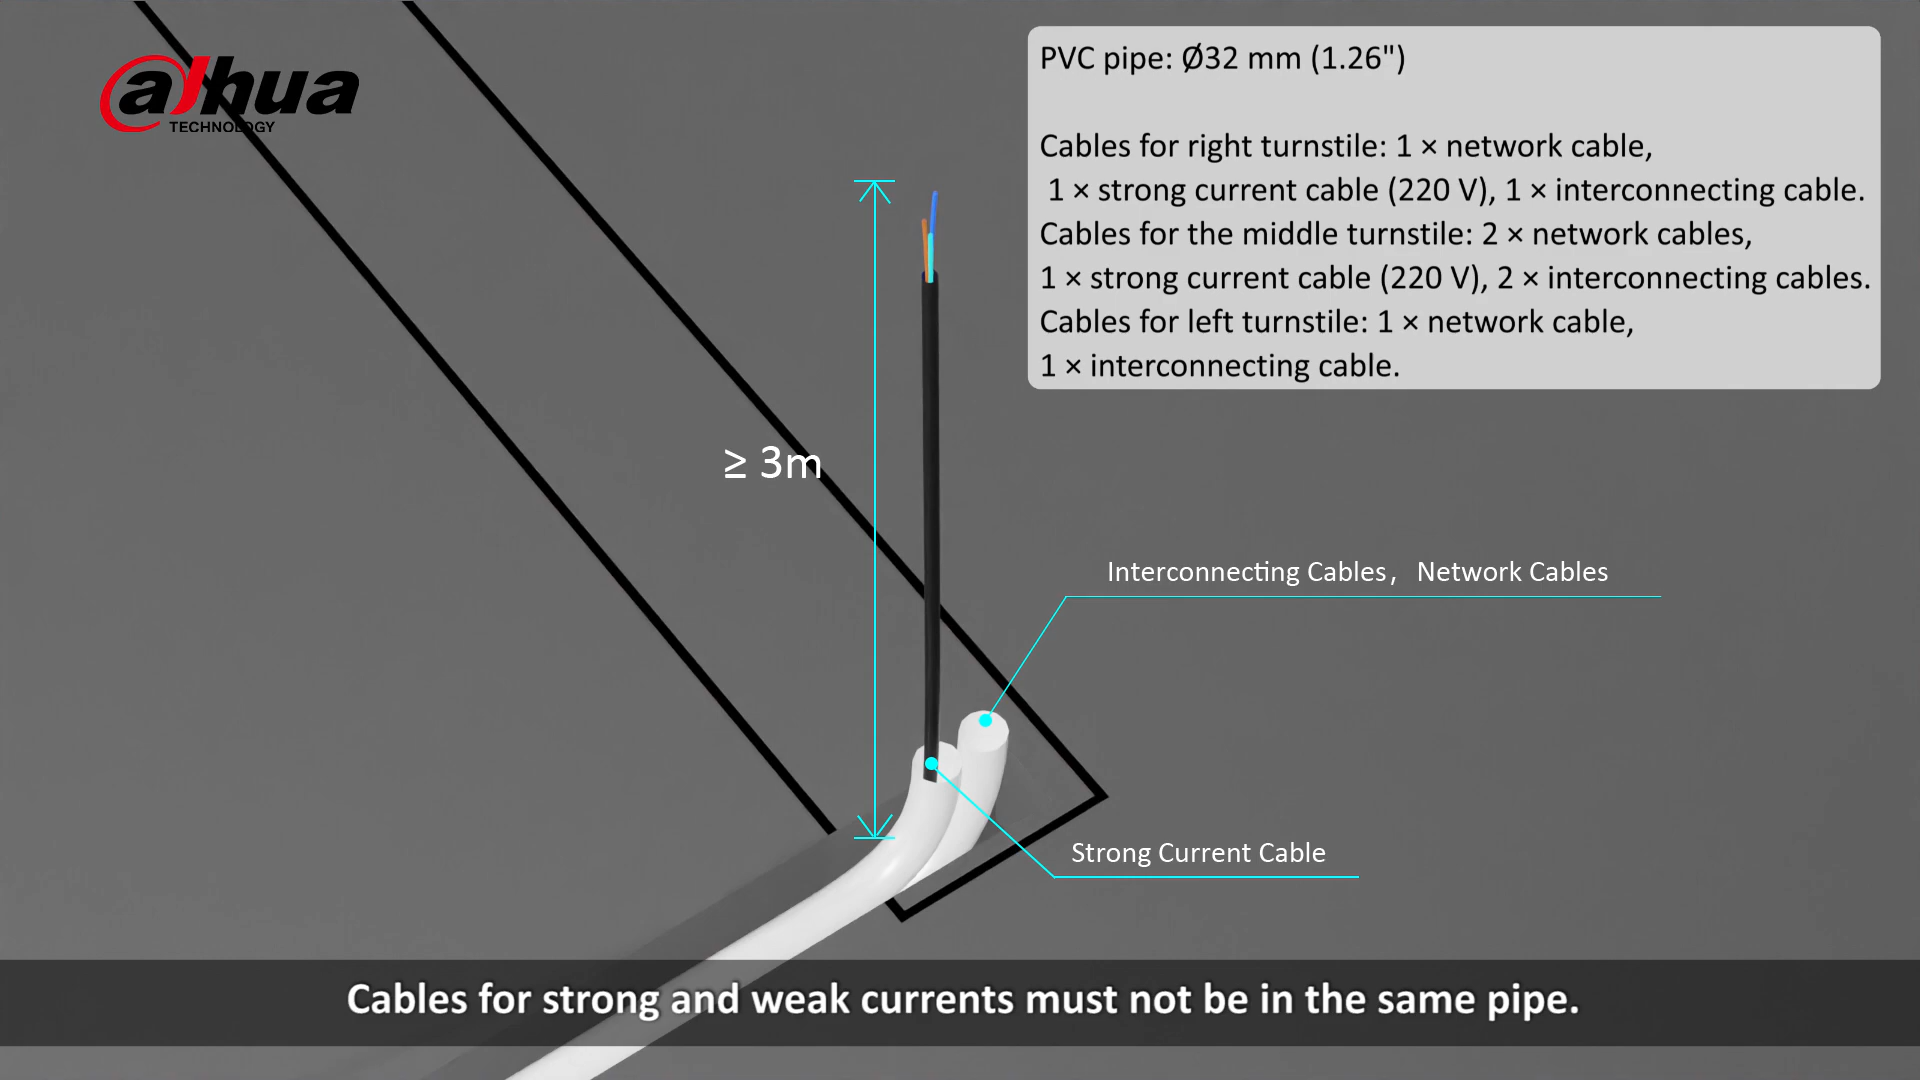 alhua
TECHNOLOGY
PVC pipe: Ø32 mm (1.26")
Cables for right turnstile: 1 × network cable,
1 × strong current cable (220 V), 1 × interconnecting cable.
Cables for the middle turnstile: 2 × network cables,
1 × strong current cable (220 V), 2 × interconnecting cables.
Cables for left turnstile: 1 × network cable,
1 × interconnecting cable.
≥ 3m
Interconnecting Cables，Network Cables
Strong Current Cable
Cables for strong and weak currents must not be in the same pipe.